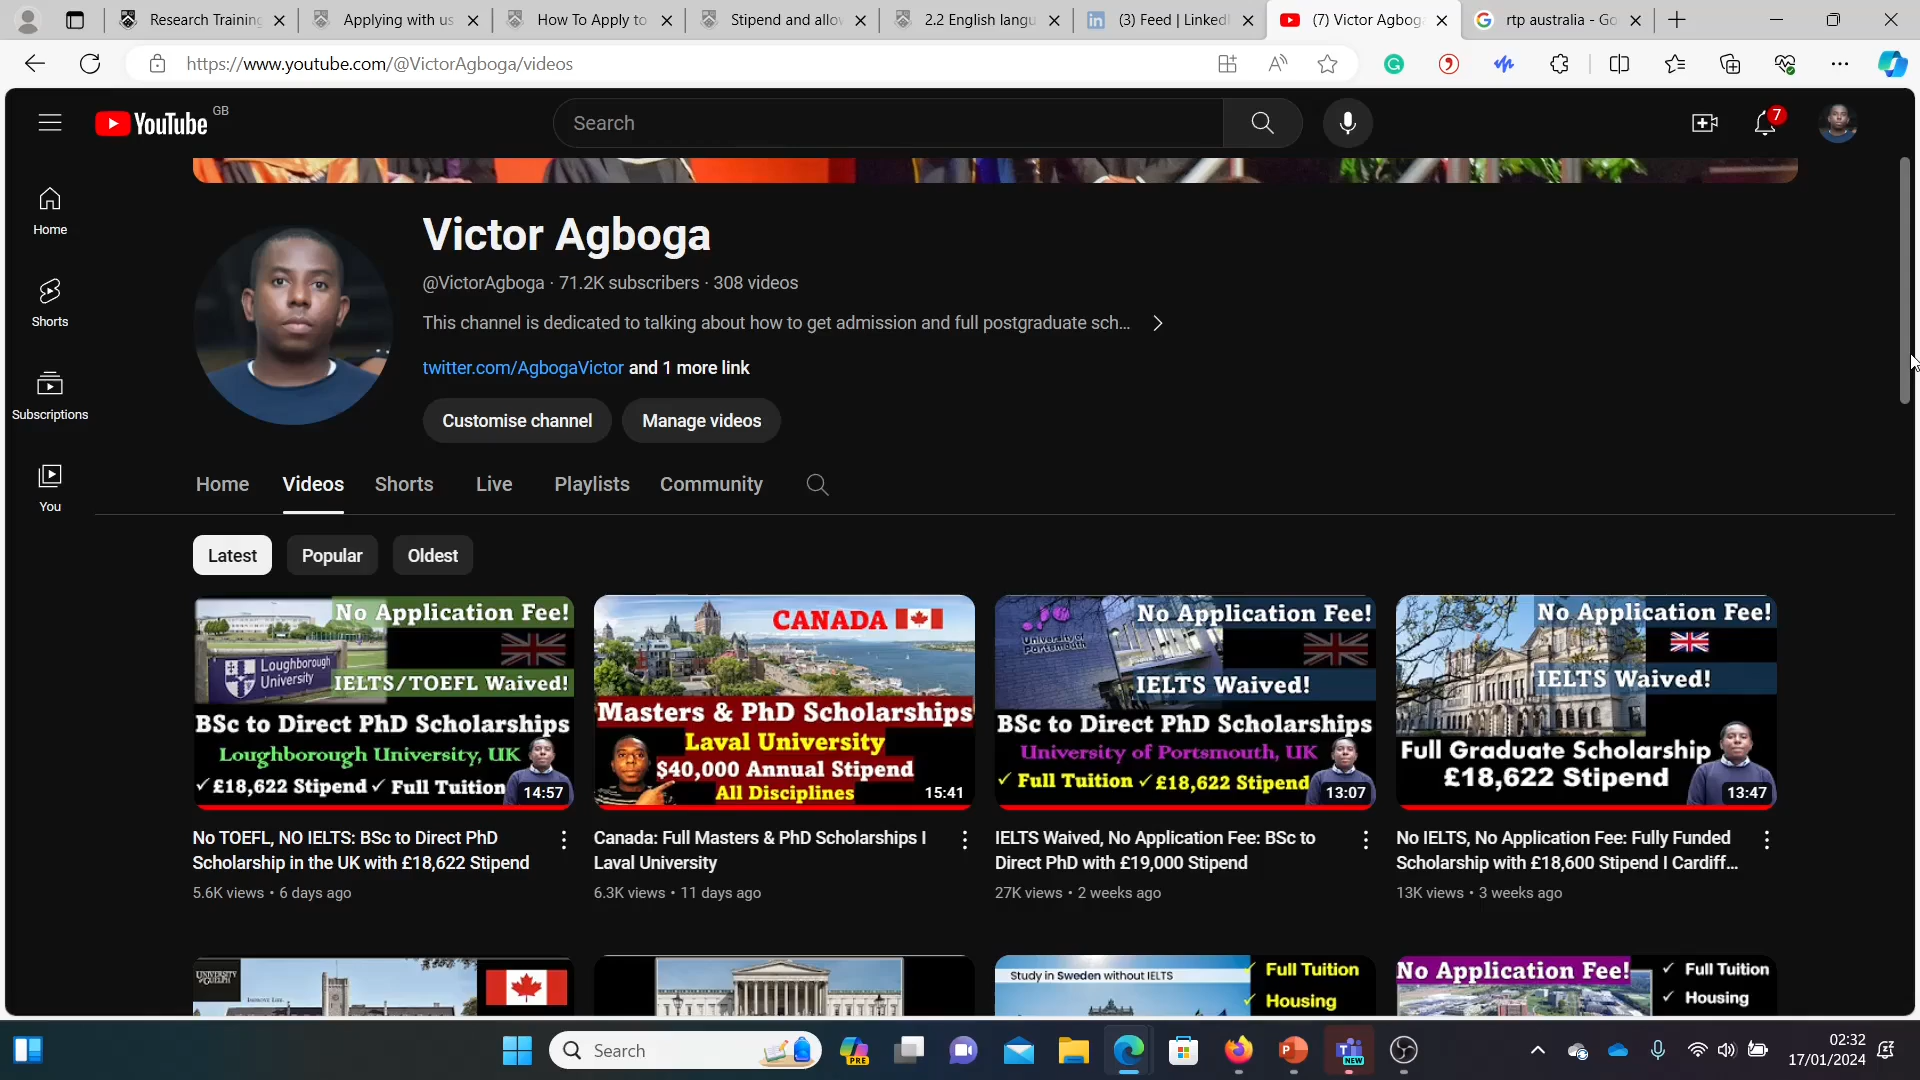 Research Training
Applying with us
How To Apply to
Stipend and allo
2.2 English langu
(3) Feed | Linked
(7) Victor Agbog
rtp australia - Go
https://www.youtube.com/@VictorAgboga/videos
YouTube GB
Search
7
Home
Shorts
Subscriptions
You
Victor Agboga
@VictorAgboga · 71.2K subscribers · 308 videos
This channel is dedicated to talking about how to get admission and full postgraduate sch...
twitter.com/AgbogaVictor and 1 more link
Customise channel
Manage videos
Home Videos Shorts Live Playlists Community
Latest Popular Oldest
No Application Fee!
Loughborough
University
IELTS/TOEFL Waived!
BSc to Direct PhD Scholarships
Loughborough University, UK
✓ £18,622 Stipend ✓ Full Tuition
14:57
No TOEFL, NO IELTS: BSc to Direct PhD
Scholarship in the UK with £18,622 Stipend
5.6K views • 6 days ago
CANADA
Masters & PhD Scholarships
Laval University
$40,000 Annual Stipend
All Disciplines
15:41
Canada: Full Masters & PhD Scholarships I
Laval University
6.3K views • 11 days ago
No Application Fee!
University of
Portsmouth
IELTS Waived!
BSc to Direct PhD Scholarships
University of Portsmouth, UK
✓ Full Tuition ✓ £18,622 Stipend
13:07
IELTS Waived, No Application Fee: BSc to
Direct PhD with £19,000 Stipend
27K views • 2 weeks ago
No Application Fee!
IELTS Waived!
Full Graduate Scholarship
£18,622 Stipend
13:47
No IELTS, No Application Fee: Fully Funded
Scholarship with £18,600 Stipend I Cardiff...
13K views • 3 weeks ago
UNIVERSITY
OF GUELPH
IMPROVE LIFE.
Study in Sweden without IELTS
✓ Full Tuition
✓ Housing
No Application Fee!
✓ Full Tuition
✓ Housing
Search
PRE
NEW
02:32
17/01/2024